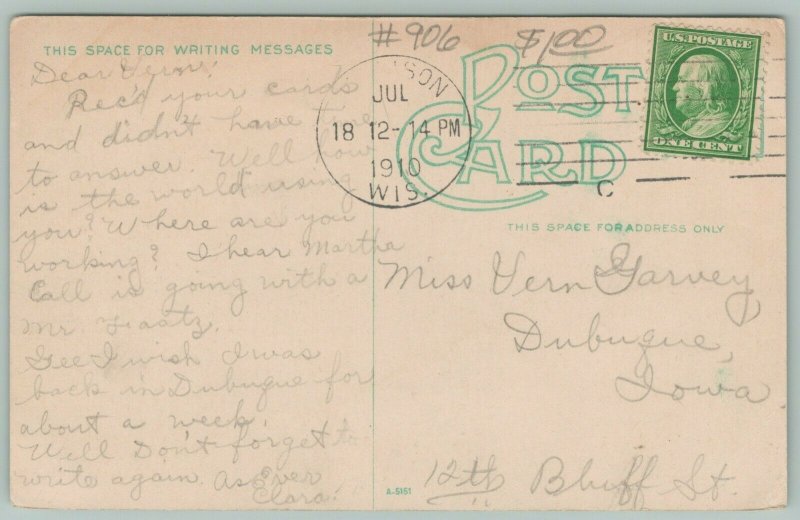 #906 $1.00
THIS SPACE FOR WRITING MESSAGES
Dear Vern:
Rec'd your cards
and didn't have time
to answer. Well how
is the world using
you? Where are you
working? I hear Martha
Call is going with a
Mr Faatz.
Gee I wish I was
back in Dubuque for
about a week.
Well Don't forget to
write again. As Ever
Clara.
SON
JUL
18 12-14 PM
1910
WIS.
C
POST
CARD
U.S. POSTAGE
ONE CENT
THIS SPACE FOR ADDRESS ONLY
Miss Vern Garvey
Dubuque,
Iowa.
12th Bluff St.
A-5151